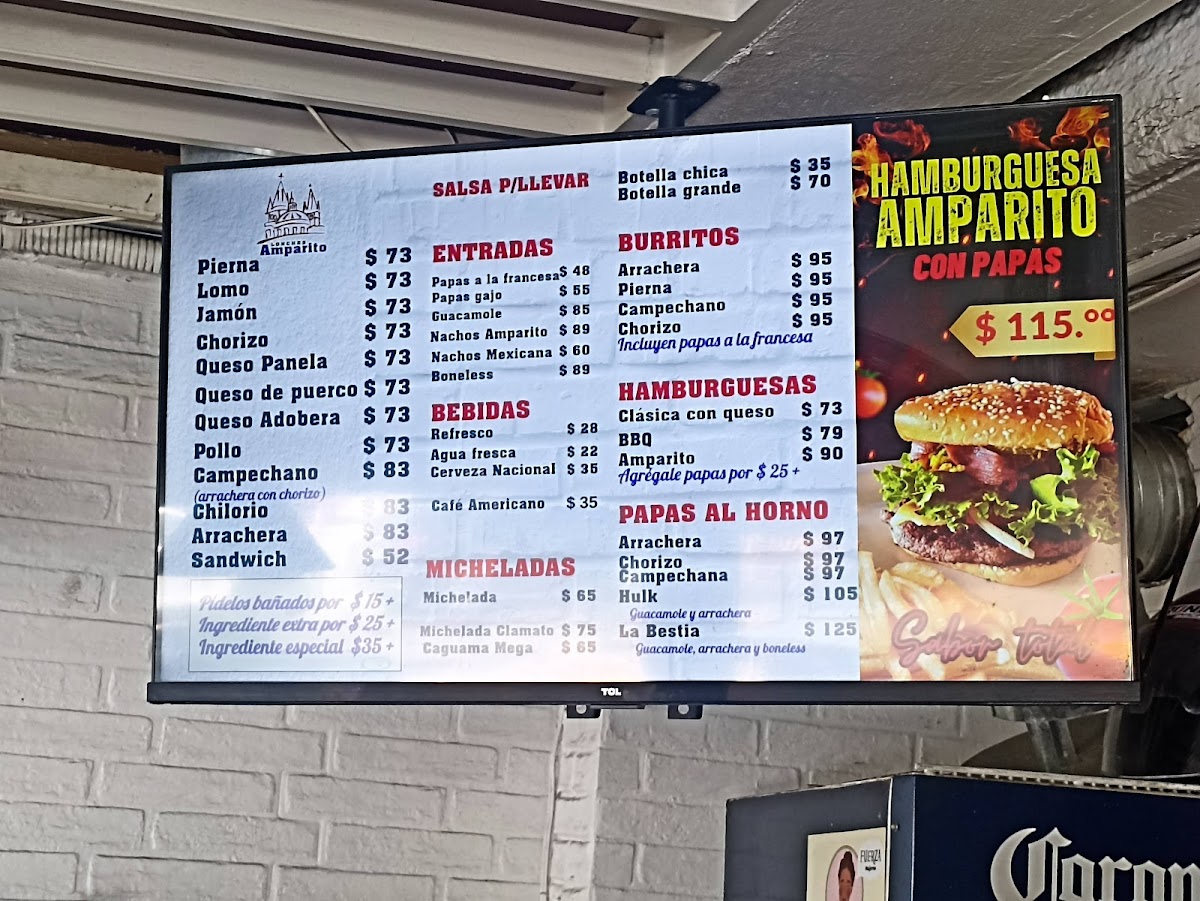 LONCHES
Amparito
Pierna $ 73
Lomo $ 73
Jamón $ 73
Chorizo $ 73
Queso Panela $ 73
Queso de puerco $ 73
Queso Adobera $ 73
Pollo $ 73
Campechano $ 83
(arrachera con chorizo)
Chilorio $ 83
Arrachera $ 83
Sandwich $ 52
Pídelos bañados por $ 15 +
Ingrediente extra por $ 25 +
Ingrediente especial $35 +
SALSA P/LLEVAR
Botella chica $ 35
Botella grande $ 70
ENTRADAS
Papas a la francesa $ 48
Papas gajo $ 55
Guacamole $ 85
Nachos Amparito $ 89
Nachos Mexicana $ 60
Boneless $ 89
BEBIDAS
Refresco $ 28
Agua fresca $ 22
Cerveza Nacional $ 35
Café Americano $ 35
MICHELADAS
Michelada $ 65
Michelada Clamato $ 75
Caguama Mega $ 65
BURRITOS
Arrachera $ 95
Pierna $ 95
Campechano $ 95
Chorizo $ 95
Incluyen papas a la francesa
HAMBURGUESAS
Clásica con queso $ 73
BBQ $ 79
Amparito $ 90
Agrégale papas por $ 25 +
PAPAS AL HORNO
Arrachera $ 97
Chorizo $ 97
Campechana $ 97
Hulk $ 105
Guacamole y arrachera
La Bestia $ 125
Guacamole, arrachera y boneless
HAMBURGUESA
AMPARITO
CON PAPAS
$ 115.ºº
Sabor total
TCL
FUERZA
Coron